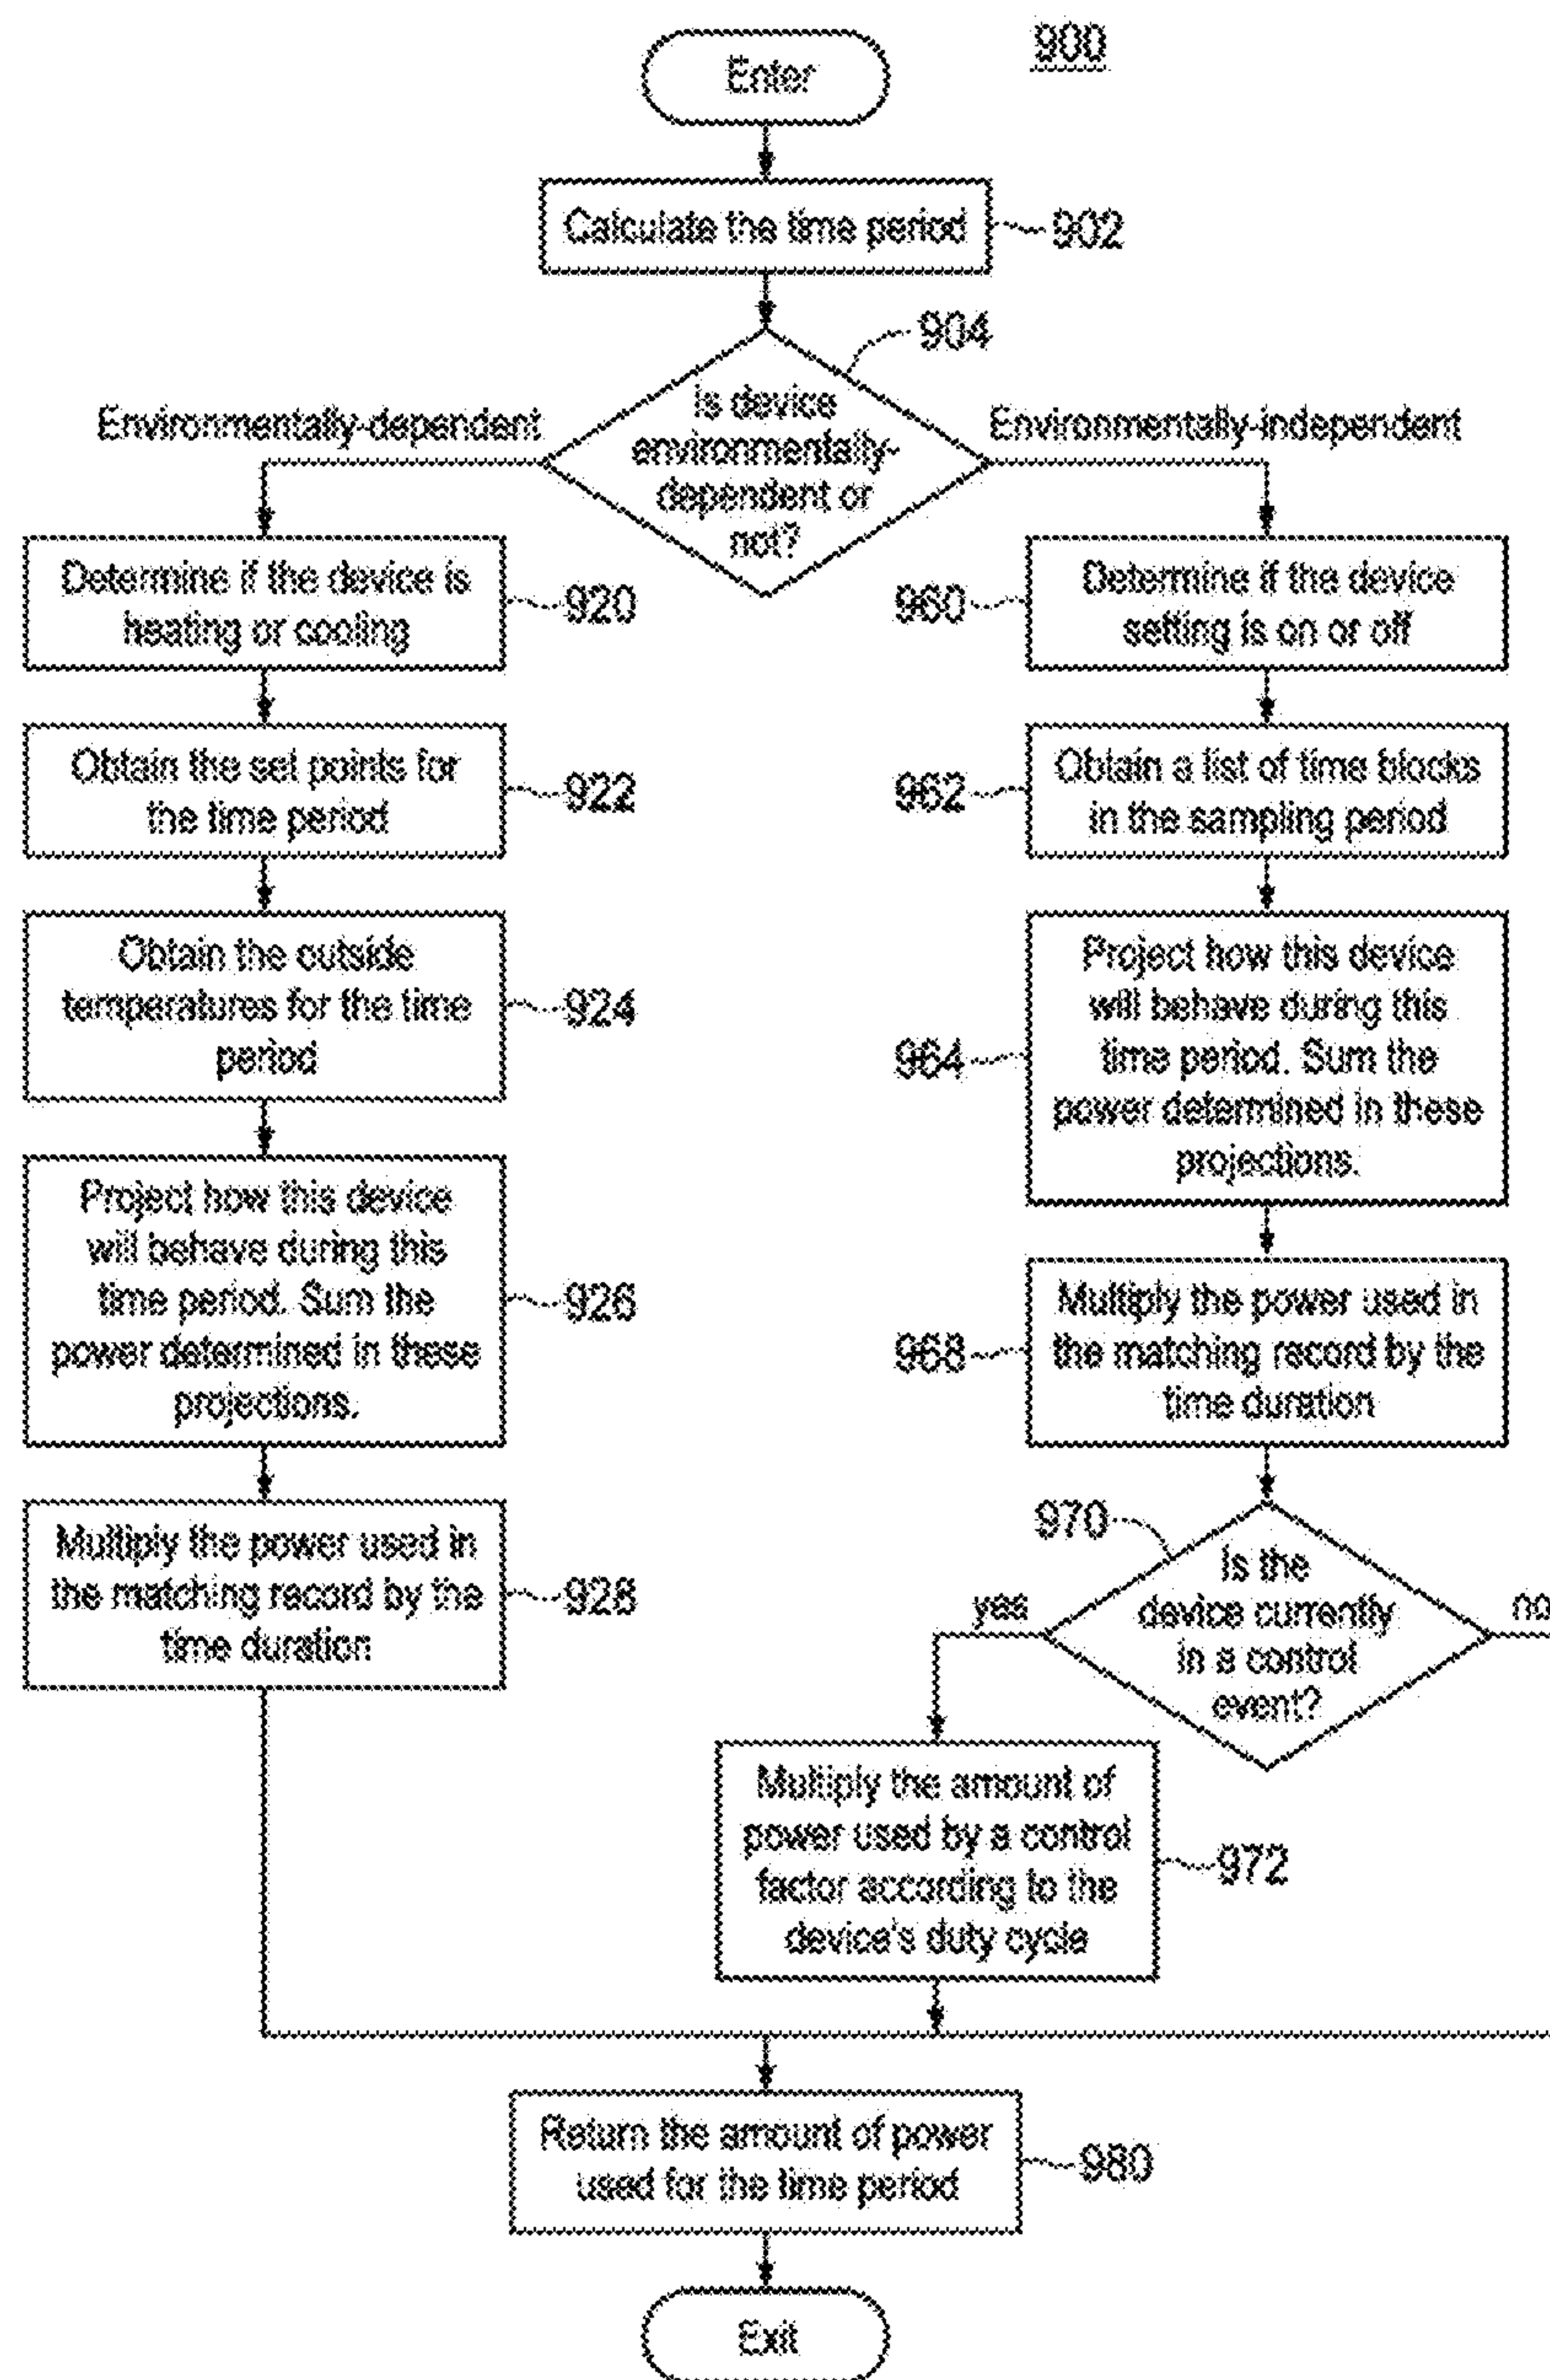 900
Enter
Calculate the time period
902
904
is device
environmentally-
dependent or
not?
Environmentally-dependent
Environmentally-independent
Determine if the device is
heating or cooling
920
Obtain the set points for
the time period
922
Obtain the outside
temperatures for the time
period
924
Project how this device
will behave during this
time period. Sum the
power determined in these
projections.
926
Multiply the power used in
the matching record by the
time duration
928
960
Determine if the device
setting is on or off
962
Obtain a list of time blocks
in the sampling period
964
Project how this device
will behave during this
time period. Sum the
power determined in these
projections.
968
Multiply the power used in
the matching record by the
time duration
970
Is the
device currently
in a control
event?
yes
no
Multiply the amount of
power used by a control
factor according to the
device's duty cycle
972
Return the amount of power
used for the time period
980
Exit